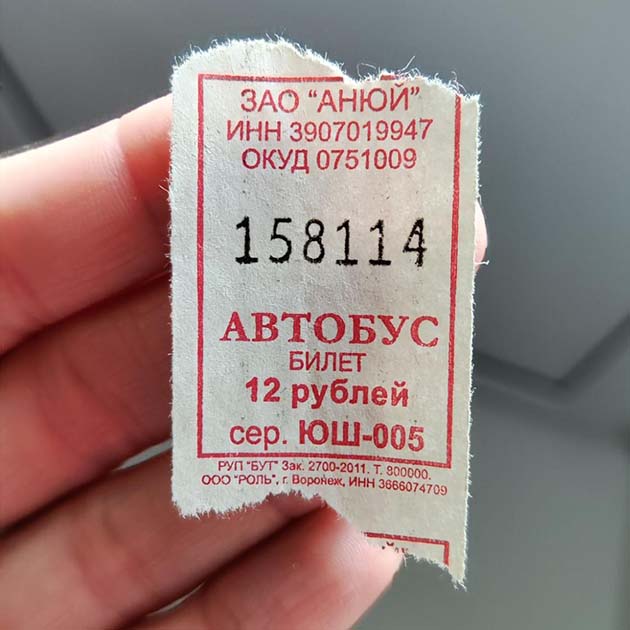 ЗАО "АНЮЙ"
ИНН 3907019947
ОКУД 0751009
158114
АВТОБУС
БИЛЕТ
12 рублей
сер. ЮШ-005
РУП "БУТ" Зак. 2700-2011. Т. 800000.
ООО "РОЛЬ", г. Воронеж, ИНН 3666074709